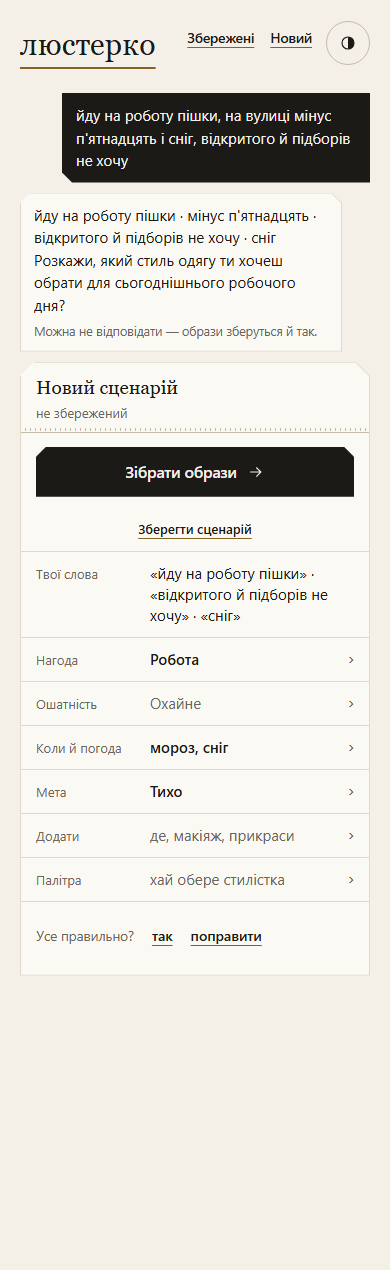 люстерко
Збережені
Новий
йду на роботу пішки, на вулиці мінус
п'ятнадцять і сніг, відкритого й підборів
не хочу
йду на роботу пішки · мінус п'ятнадцять ·
відкритого й підборів не хочу · сніг
Розкажи, який стиль одягу ти хочеш
обрати для сьогоднішнього робочого
дня?
Можна не відповідати — образи зберуться й так.
Новий сценарій
не збережений
Зібрати образи →
Зберегти сценарій
Твої слова
«йду на роботу пішки» ·
«відкритого й підборів не
хочу» · «сніг»
Нагода Робота ›
Ошатність Охайне ›
Коли й погода мороз, сніг ›
Мета Тихо ›
Додати де, макіяж, прикраси ›
Палітра хай обере стилістка ›
Усе правильно? так поправити